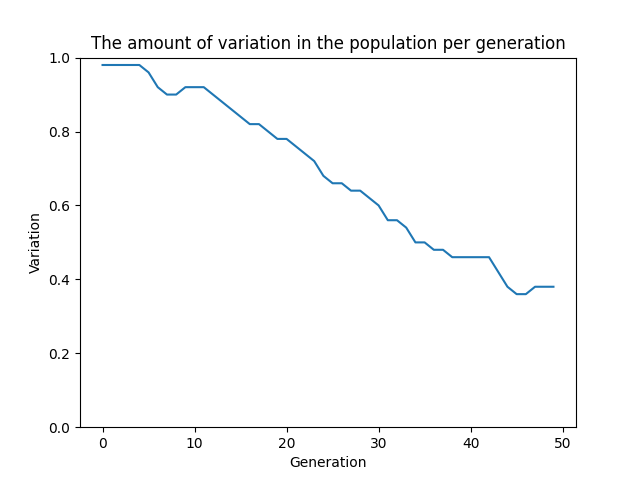 The amount of variation in the population per generation
1.0
0.8
0.6
0.4
0.2
0.0
Variation
0 10 20 30 40 50
Generation